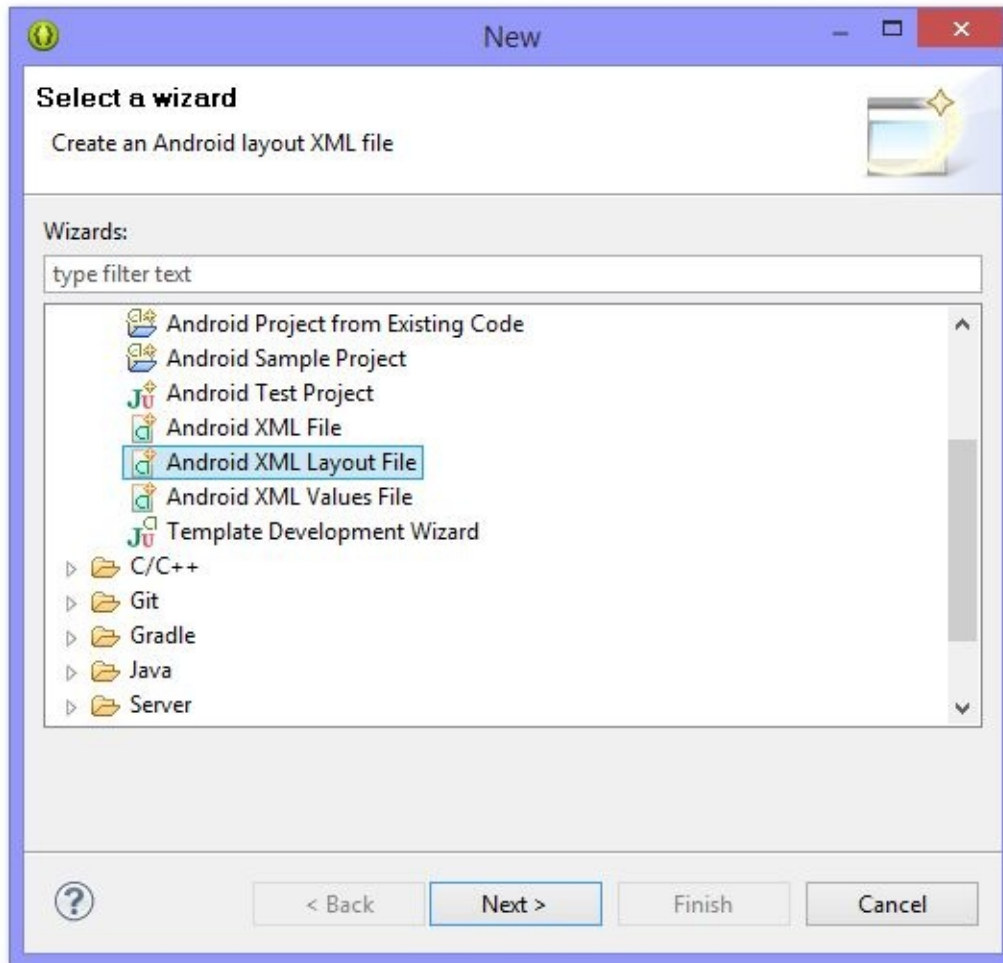 New
Select a wizard
Create an Android layout XML file
Wizards:
type filter text
Android Project from Existing Code
Android Sample Project
Android Test Project
Android XML File
Android XML Layout File
Android XML Values File
Template Development Wizard
C/C++
Git
Gradle
Java
Server
< Back Next > Finish Cancel